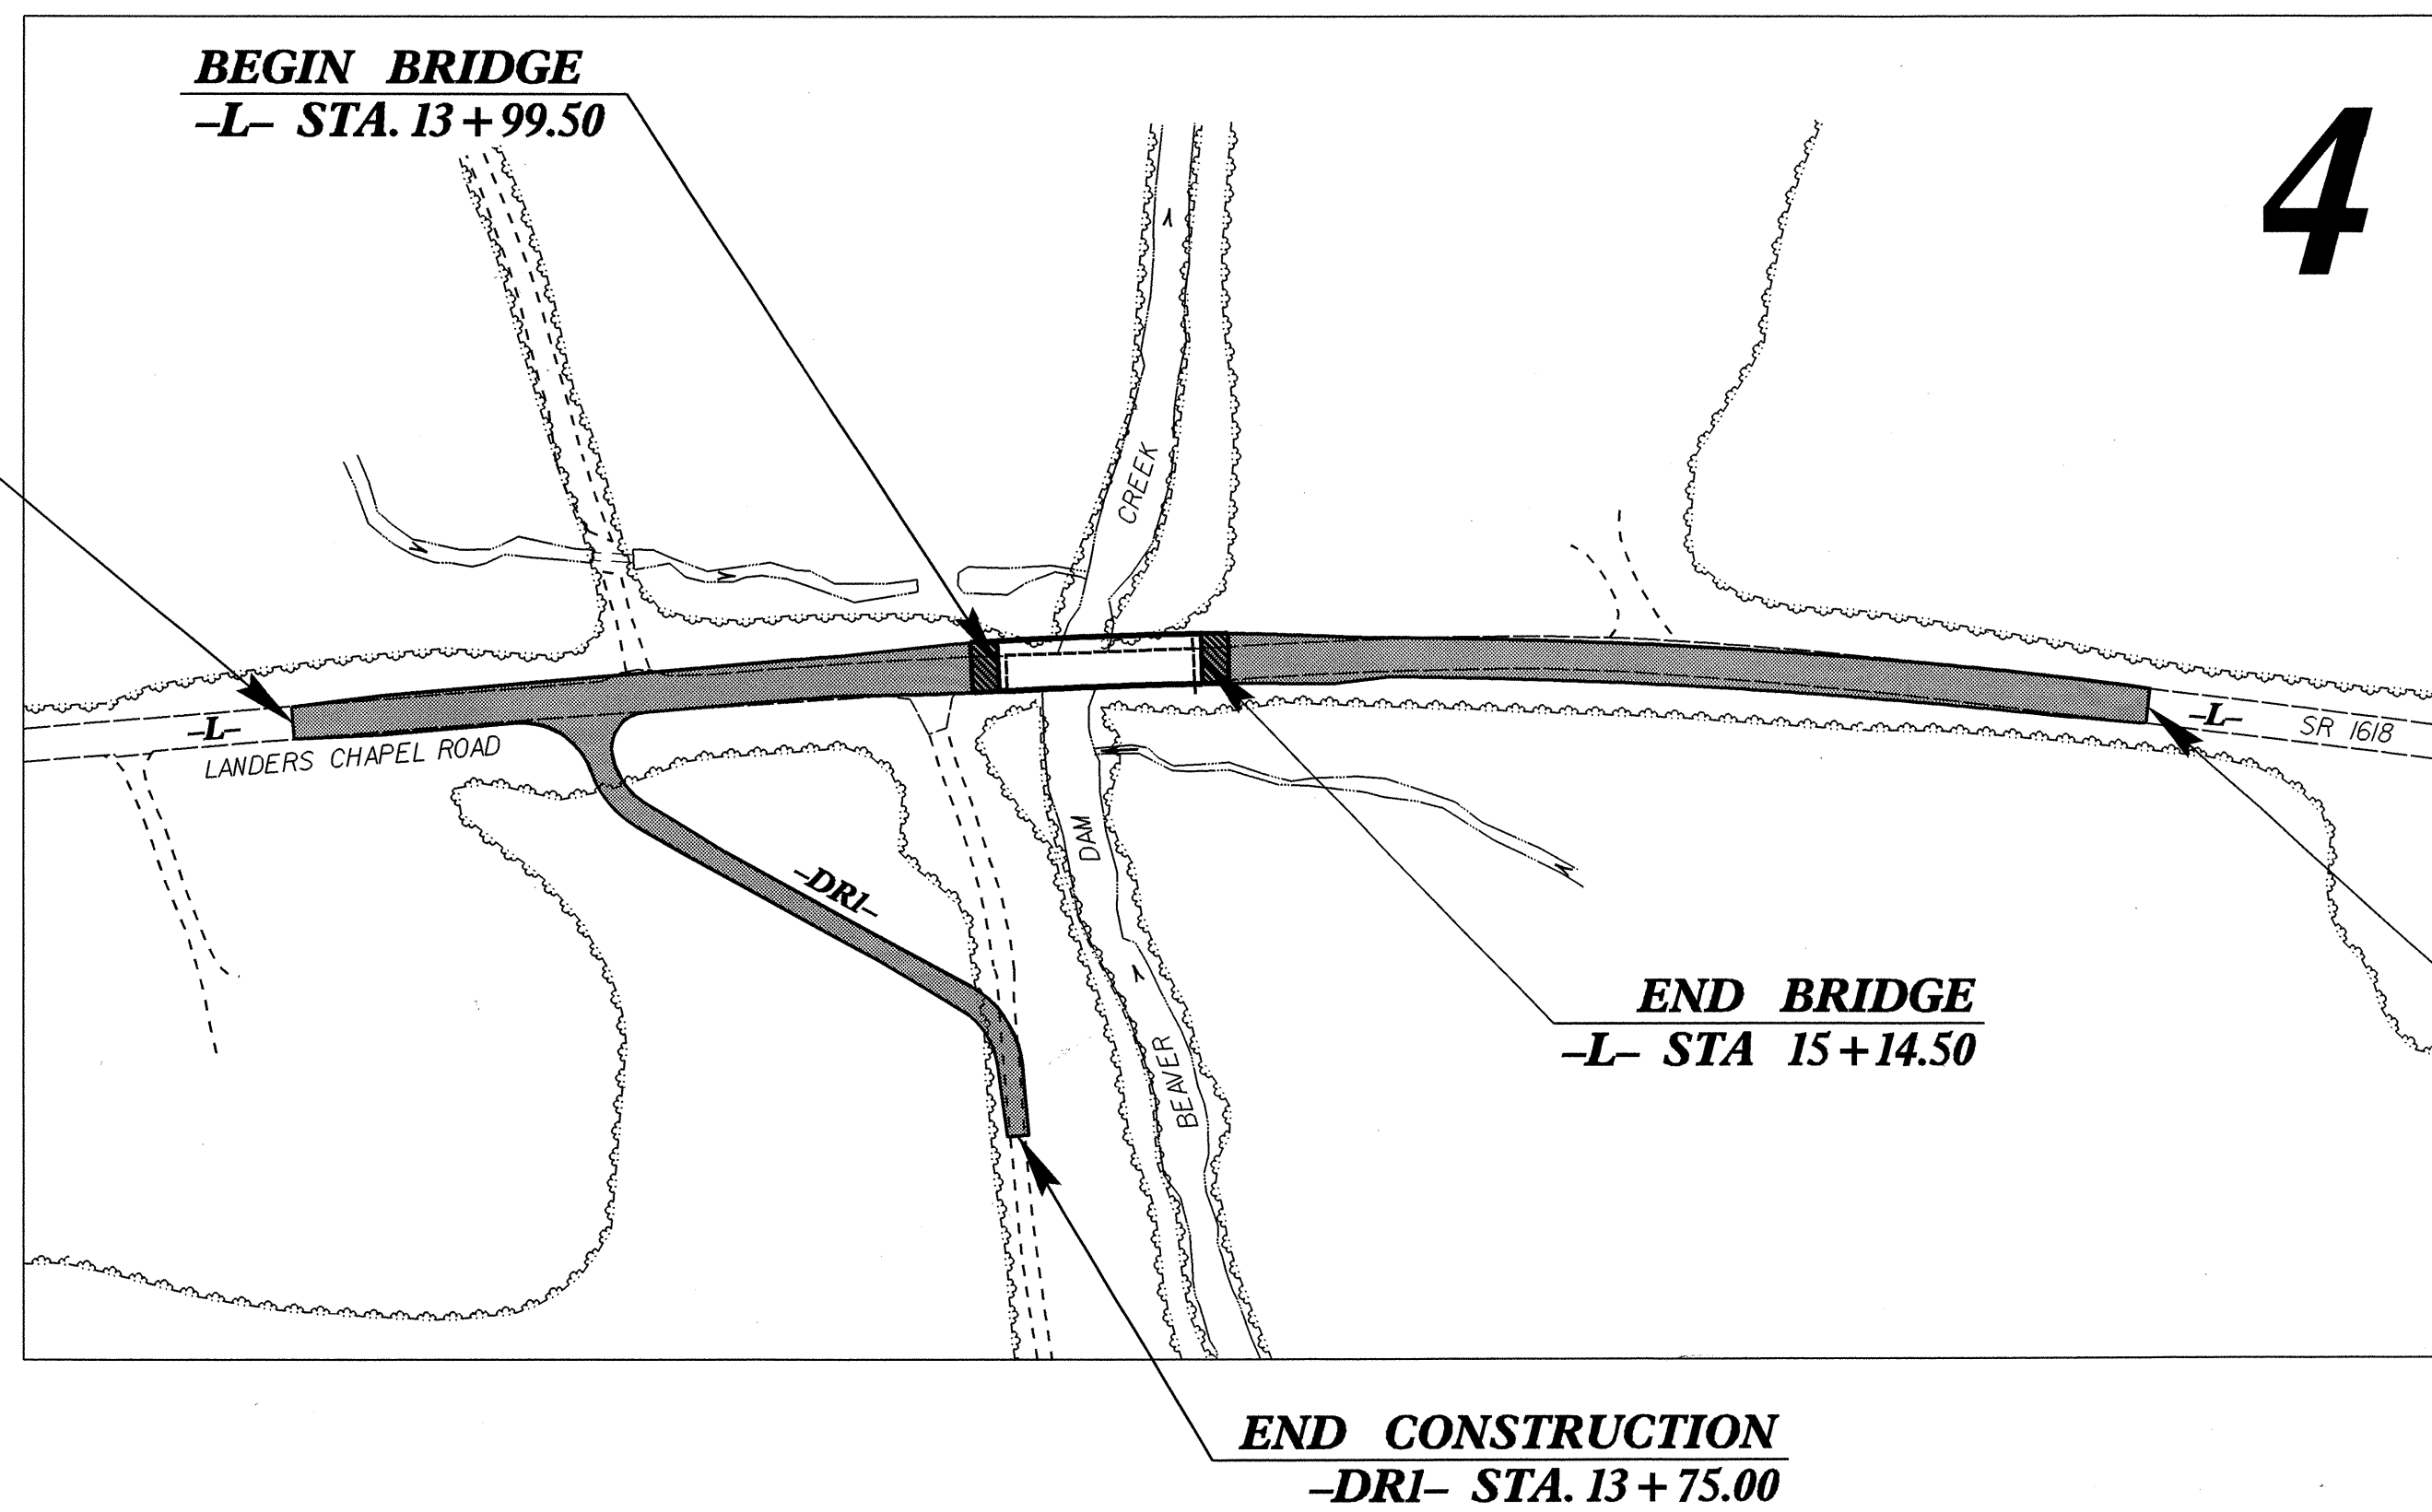 BEGIN BRIDGE
–L– STA. 13+99.50
4
CREEK
–L–
LANDERS CHAPEL ROAD
–L–
SR 1618
DAM
–DR1–
BEAVER
END BRIDGE
–L– STA 15+14.50
END CONSTRUCTION
–DR1– STA. 13+75.00